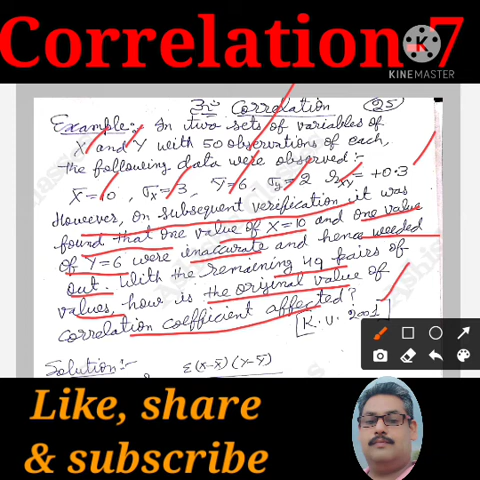 Correlation-7
K
KINEMASTER
Correlation
25
Example:- In two sets of variables of
X and Y with 50 observations of each,
the following data were observed:-
X̄ = 10, σx = 3, Ȳ = 6, σy = 2 rxy = +0.3
However, on subsequent verification it was
found that one value of X = 10 and one value
of Y = 6 were inaccurate and hence weeded
out. With the remaining 49 pairs of
values, how is the original value of
correlation coefficient affected?
[K.U. 2001]
Solution:-
Σ(X-X̄) (Y-Ȳ)
Like, share
& subscribe